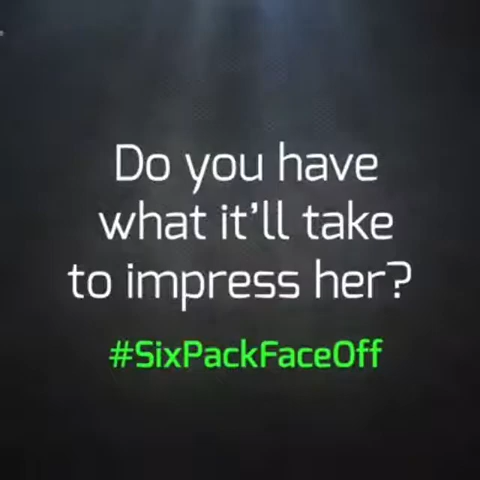 Do you have
what it'll take
to impress her?
#SixPackFaceOff